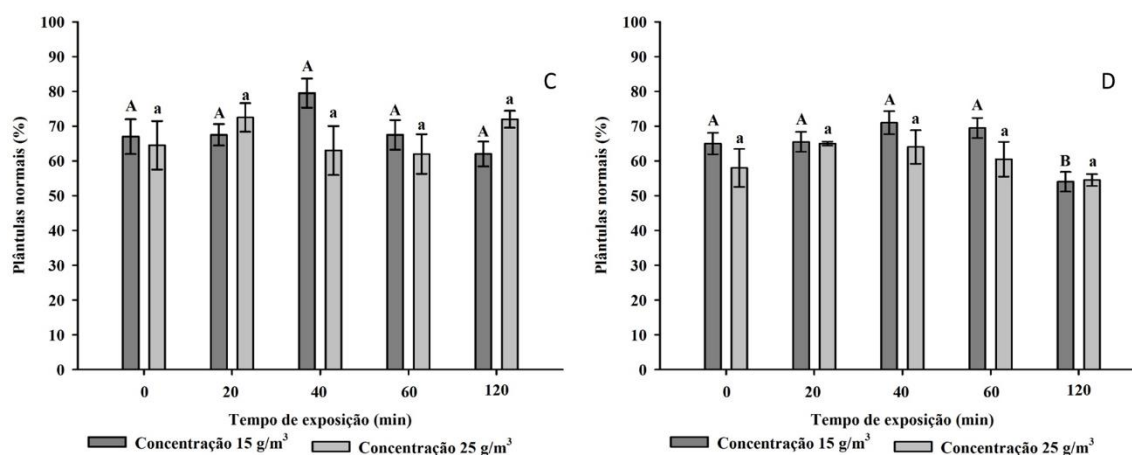 C
Plântulas normais (%)
100
90
80
70
60
50
40
30
20
10
0
A a A a A a A a A a
0 20 40 60 120
Tempo de exposição (min)
Concentração 15 g/m³ Concentração 25 g/m³
D
Plântulas normais (%)
100
90
80
70
60
50
40
30
20
10
0
A a A a A a A a B a
0 20 40 60 120
Tempo de exposição (min)
Concentração 15 g/m³ Concentração 25 g/m³